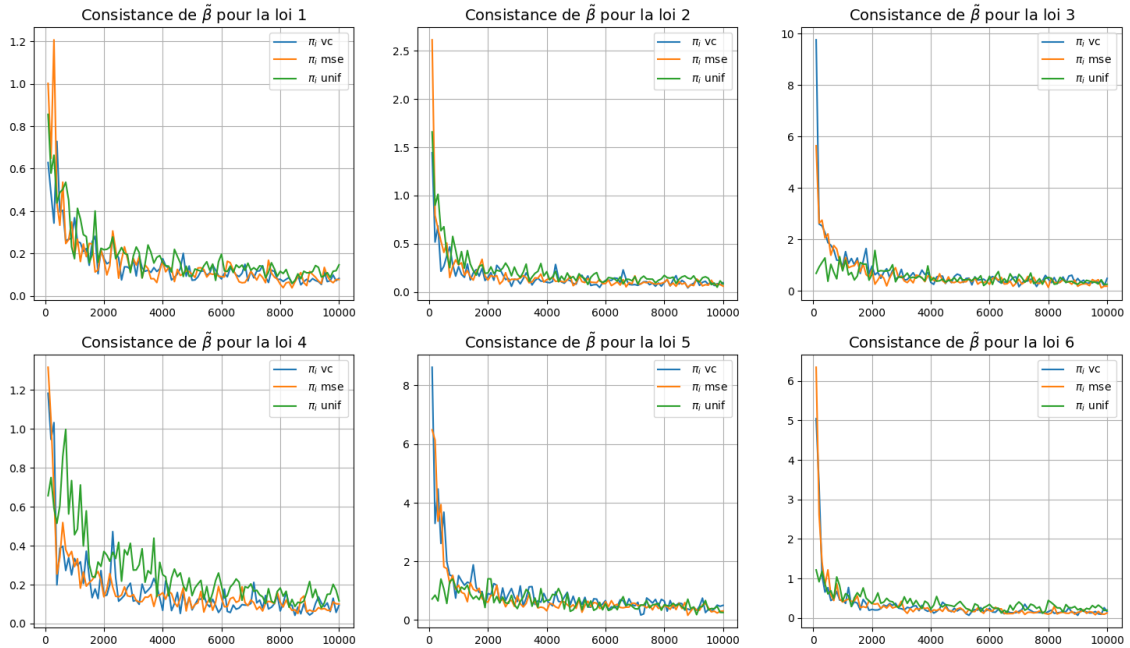 Consistance de β̃ pour la loi 1
1.2
1.0
0.8
0.6
0.4
0.2
0.0
0 2000 4000 6000 8000 10000
πᵢ vc
πᵢ mse
πᵢ unif
Consistance de β̃ pour la loi 2
2.5
2.0
1.5
1.0
0.5
0.0
0 2000 4000 6000 8000 10000
πᵢ vc
πᵢ mse
πᵢ unif
Consistance de β̃ pour la loi 3
10
8
6
4
2
0
0 2000 4000 6000 8000 10000
πᵢ vc
πᵢ mse
πᵢ unif
Consistance de β̃ pour la loi 4
1.2
1.0
0.8
0.6
0.4
0.2
0.0
0 2000 4000 6000 8000 10000
πᵢ vc
πᵢ mse
πᵢ unif
Consistance de β̃ pour la loi 5
8
6
4
2
0
0 2000 4000 6000 8000 10000
πᵢ vc
πᵢ mse
πᵢ unif
Consistance de β̃ pour la loi 6
6
5
4
3
2
1
0
0 2000 4000 6000 8000 10000
πᵢ vc
πᵢ mse
πᵢ unif